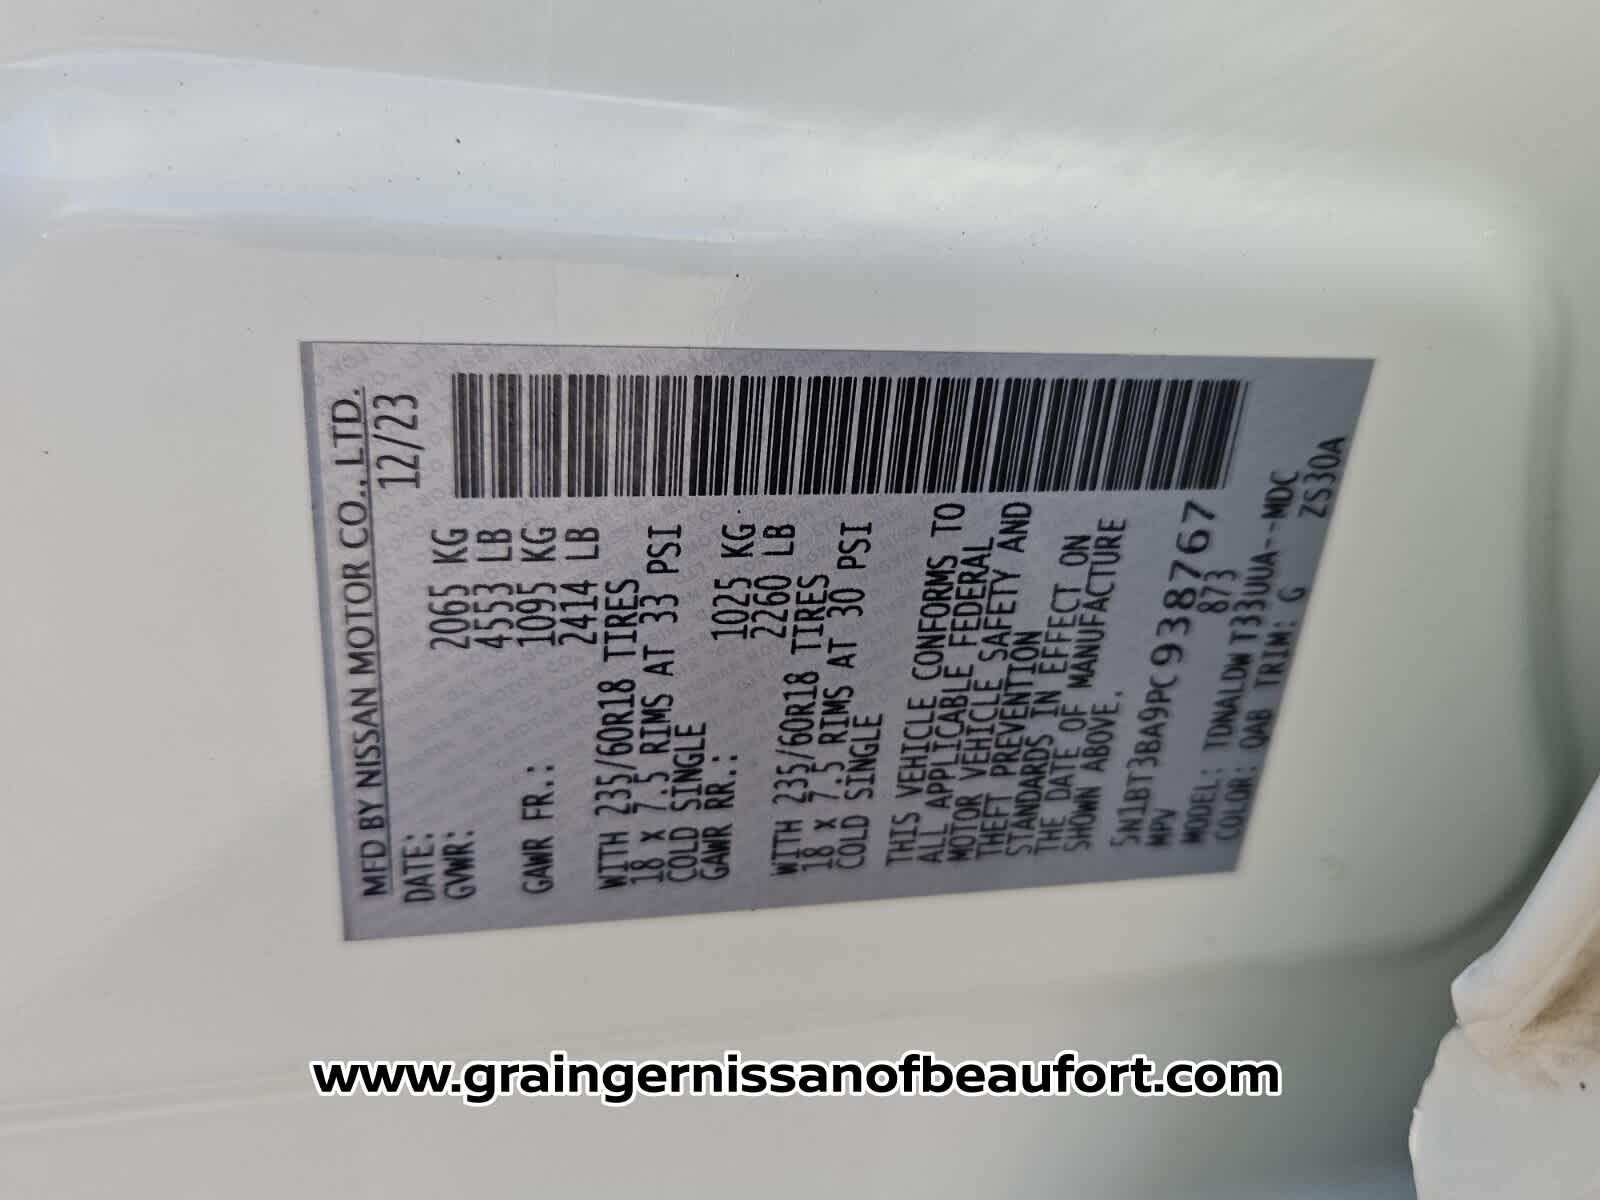 MFD BY NISSAN MOTOR CO., LTD.
DATE: 12/23
GVWR: 2065 KG
4553 LB
GAWR FR.: 1095 KG
2414 LB
WITH 235/60R18 TIRES
18 x 7.5 RIMS AT 33 PSI
COLD SINGLE
GAWR RR.: 1025 KG
2260 LB
WITH 235/60R18 TIRES
18 x 7.5 RIMS AT 30 PSI
COLD SINGLE
THIS VEHICLE CONFORMS TO
ALL APPLICABLE FEDERAL
MOTOR VEHICLE SAFETY AND
THEFT PREVENTION
STANDARDS IN EFFECT ON
THE DATE OF MANUFACTURE
SHOWN ABOVE.
5N1BT3BA9PC938767
MPV 873
MODEL: TDNALDW T33UUA--MDC
COLOR: QAB TRIM: G ZS30A
www.graingernissanofbeaufort.com